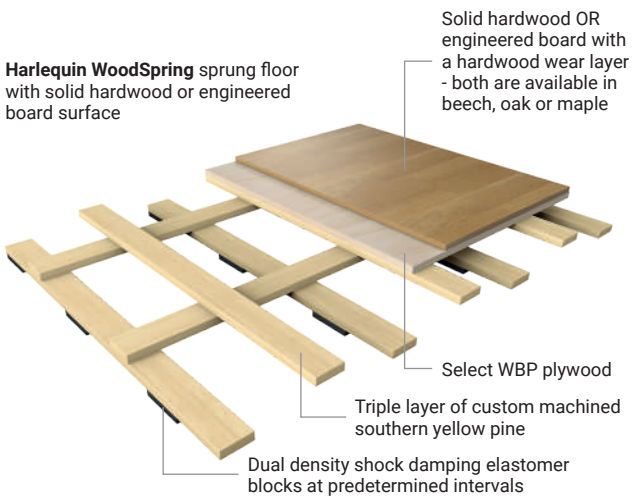 Solid hardwood OR
engineered board with
a hardwood wear layer
- both are available in
beech, oak or maple
Harlequin WoodSpring sprung floor
with solid hardwood or engineered
board surface
Select WBP plywood
Triple layer of custom machined
southern yellow pine
Dual density shock damping elastomer
blocks at predetermined intervals